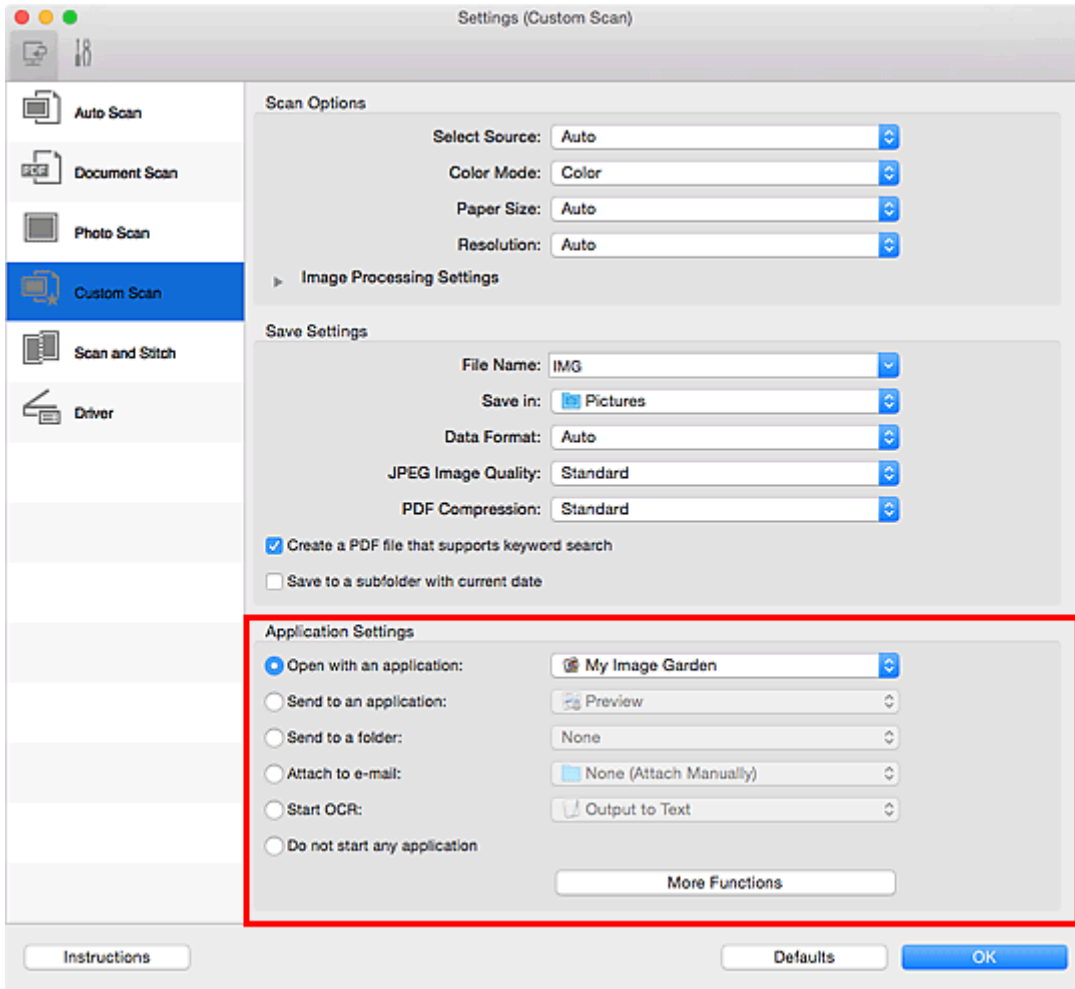 Settings (Custom Scan)
Auto Scan
Document Scan
Photo Scan
Custom Scan
Scan and Stitch
Driver
Scan Options
Select Source: Auto
Color Mode: Color
Paper Size: Auto
Resolution: Auto
Image Processing Settings
Save Settings
File Name: IMG
Save in: Pictures
Data Format: Auto
JPEG Image Quality: Standard
PDF Compression: Standard
Create a PDF file that supports keyword search
Save to a subfolder with current date
Application Settings
Open with an application: My Image Garden
Send to an application: Preview
Send to a folder: None
Attach to e-mail: None (Attach Manually)
Start OCR: Output to Text
Do not start any application
More Functions
Instructions
Defaults
OK